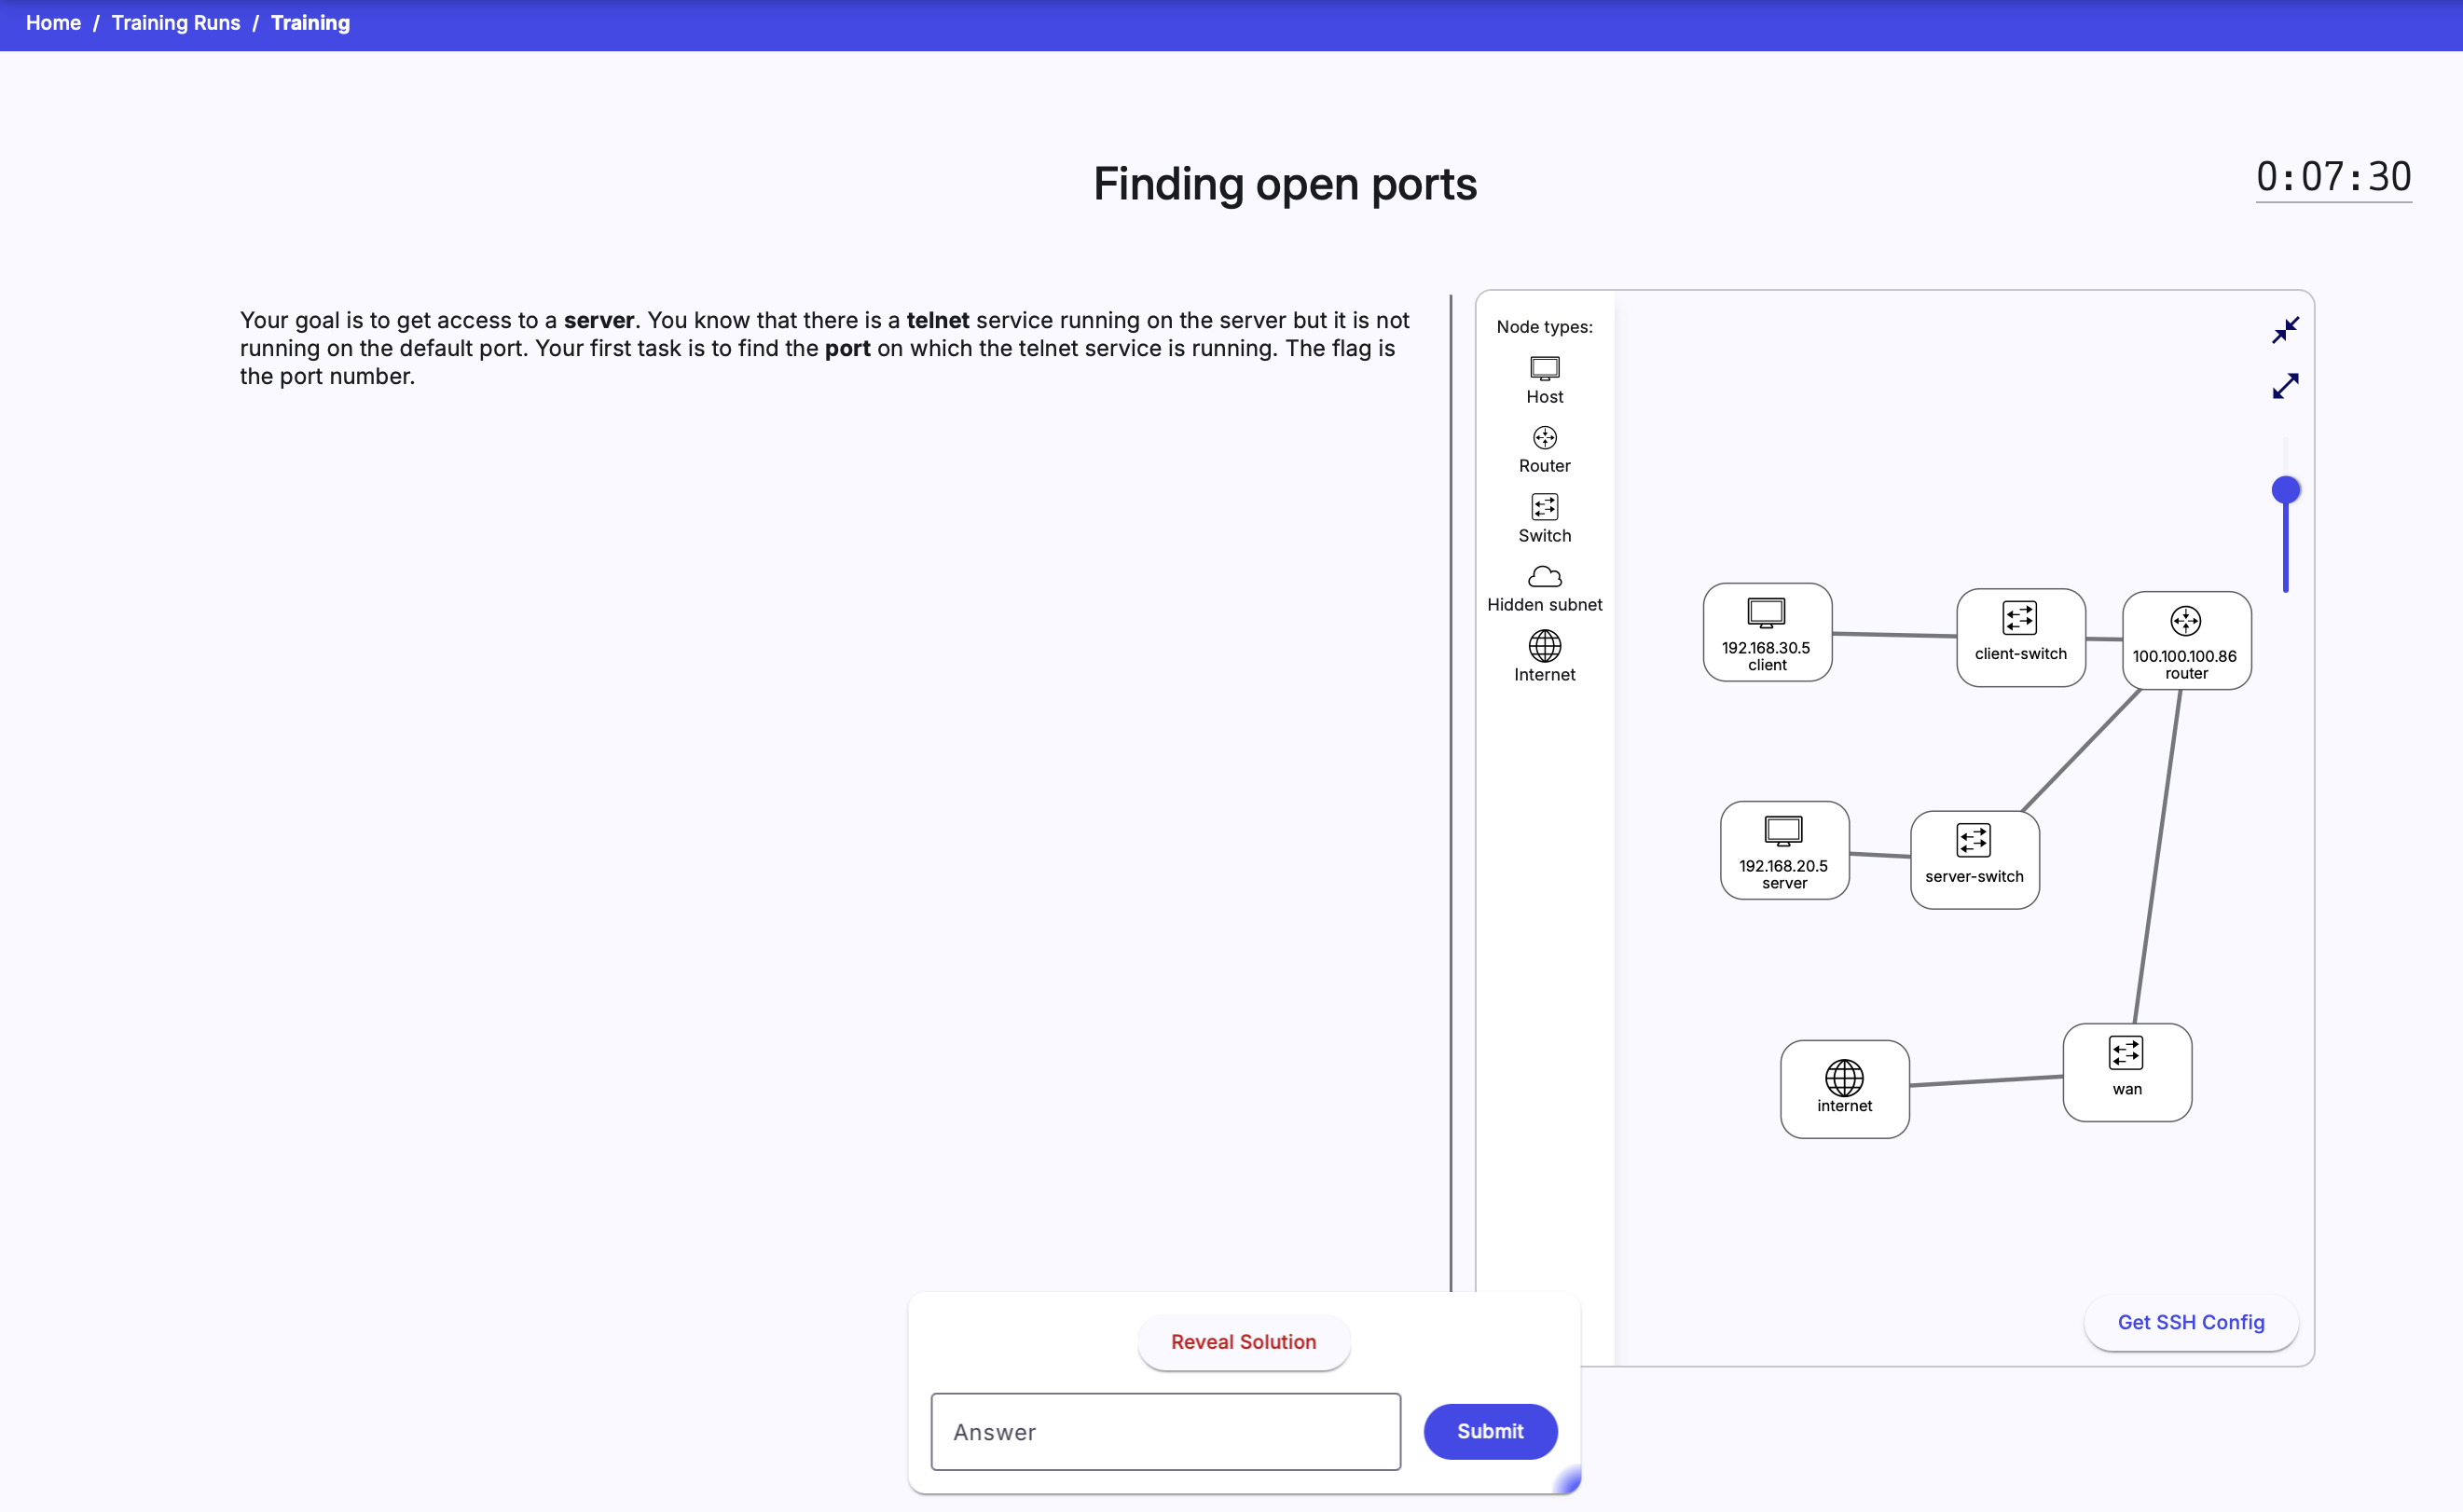 Home / Training Runs / Training
Finding open ports
0:07:30
Your goal is to get access to a server. You know that there is a telnet service running on the server but it is not
running on the default port. Your first task is to find the port on which the telnet service is running. The flag is
the port number.
Node types:
Host
Router
Switch
Hidden subnet
Internet
192.168.30.5
client
client-switch
100.100.100.86
router
192.168.20.5
server
server-switch
internet
wan
Get SSH Config
Reveal Solution
Answer
Submit